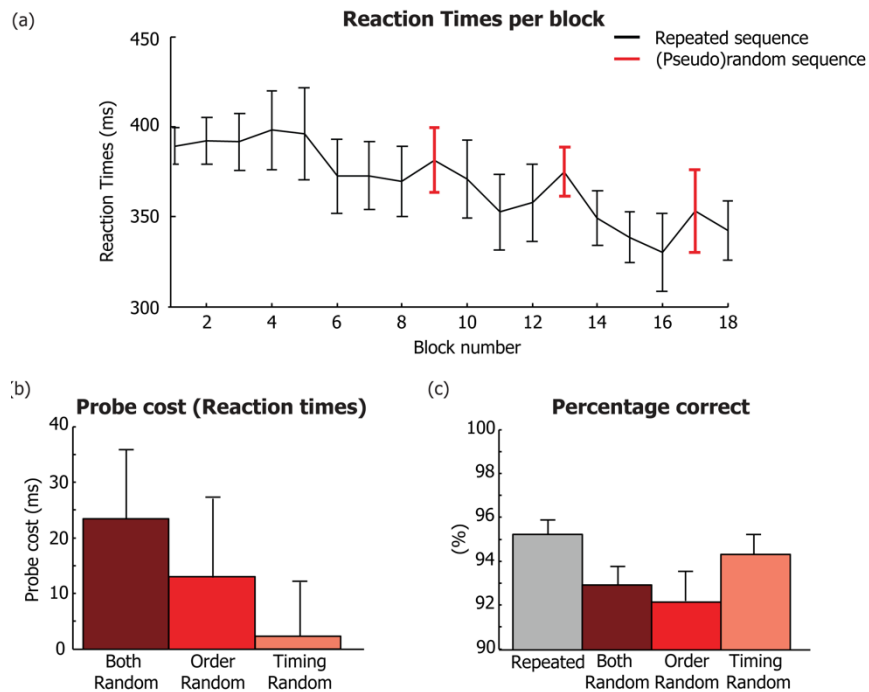 (a)
Reaction Times per block
Repeated sequence
(Pseudo)random sequence
Reaction Times (ms)
450
400
350
300
2 4 6 8 10 12 14 16 18
Block number
(b)
Probe cost (Reaction times)
Probe cost (ms)
40
30
20
10
0
Both Random
Order Random
Timing Random
(c)
Percentage correct
(%)
100
98
96
94
92
90
Repeated
Both Random
Order Random
Timing Random